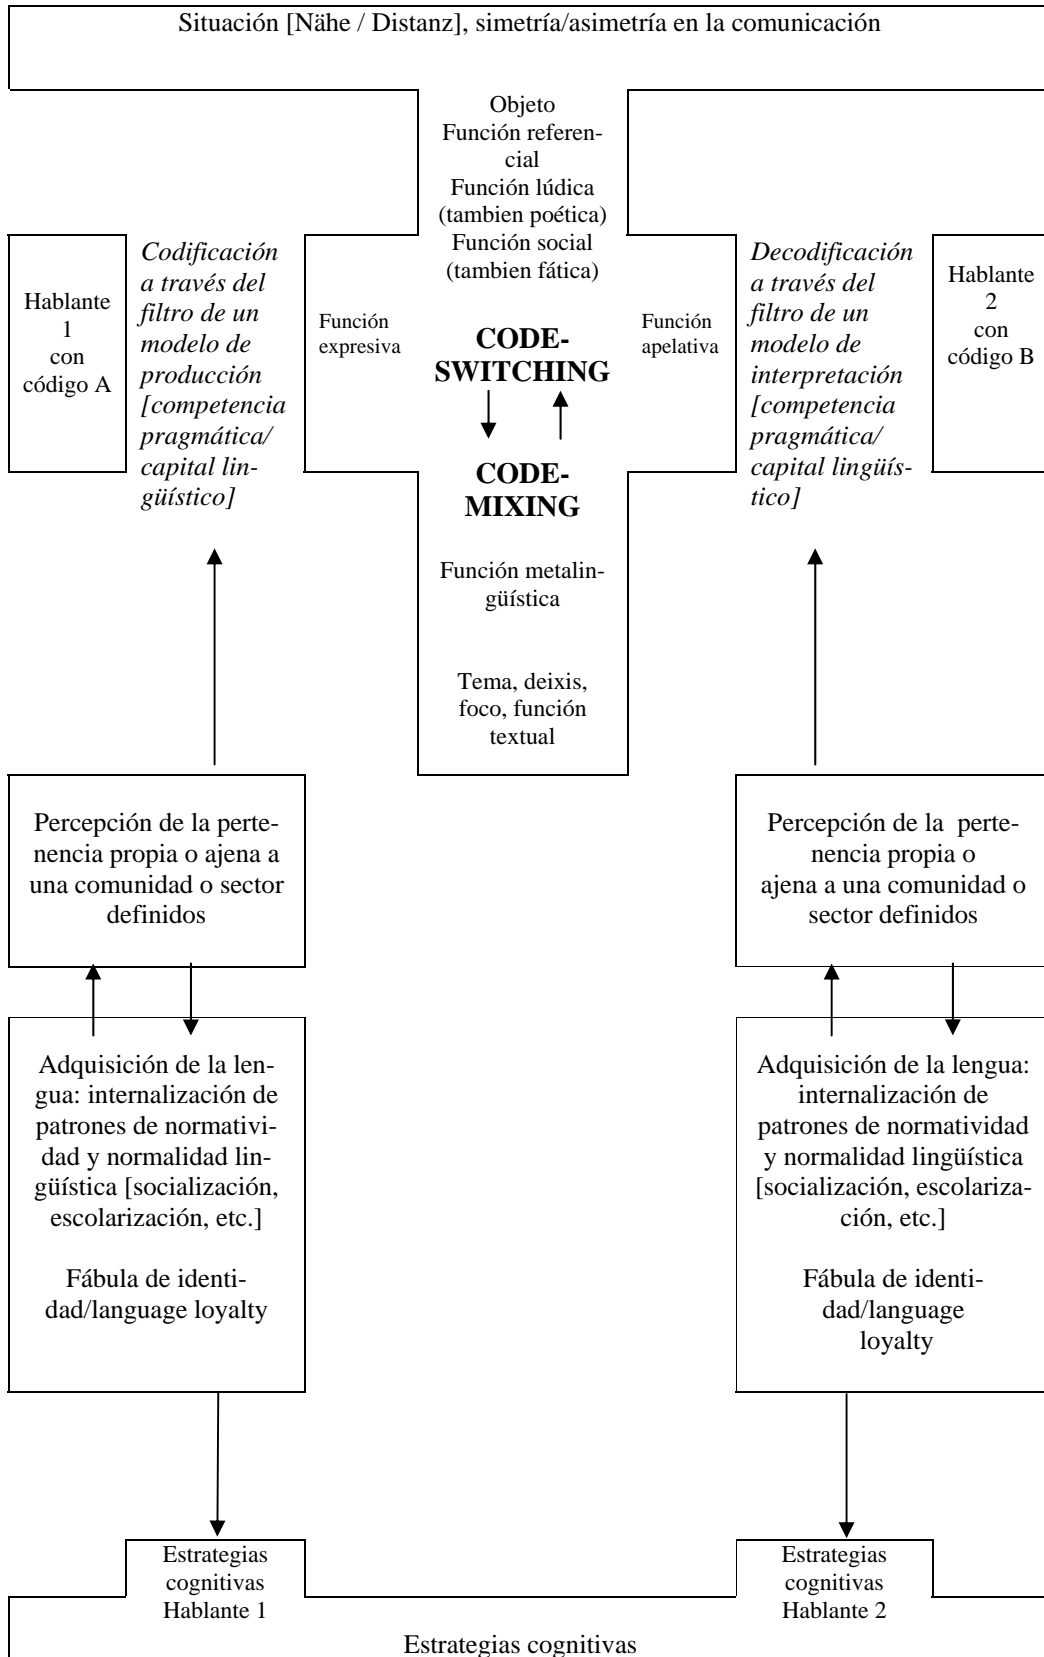 Situación [Nähe / Distanz], simetría/asimetría en la comunicación
Objeto
Función referen-
cial
Función lúdica
(tambien poética)
Función social
(tambien fática)
Hablante
1
con
código A
Codificación
a través del
filtro de un
modelo de
producción
[competencia
pragmática/
capital lin-
güístico]
Función
expresiva
CODE-
SWITCHING
CODE-
MIXING
Función
apelativa
Decodificación
a través del
filtro de un
modelo de
interpretación
[competencia
pragmática/
capital lingüís-
tico]
Hablante
2
con
código B
Función metalin-
güística
Tema, deixis,
foco, función
textual
Percepción de la perte-
nencia propia o ajena a
una comunidad o sector
definidos
Percepción de la  perte-
nencia propia o
ajena a una comunidad o
sector definidos
Adquisición de la len-
gua: internalización de
patrones de normativi-
dad y normalidad lin-
güística [socialización,
escolarización, etc.]
Fábula de identi-
dad/language loyalty
Adquisición de la lengua:
internalización de
patrones de normatividad
y normalidad lingüística
[socialización, escolariza-
ción, etc.]
Fábula de identi-
dad/language
loyalty
Estrategias
cognitivas
Hablante 1
Estrategias
cognitivas
Hablante 2
Estrategias cognitivas